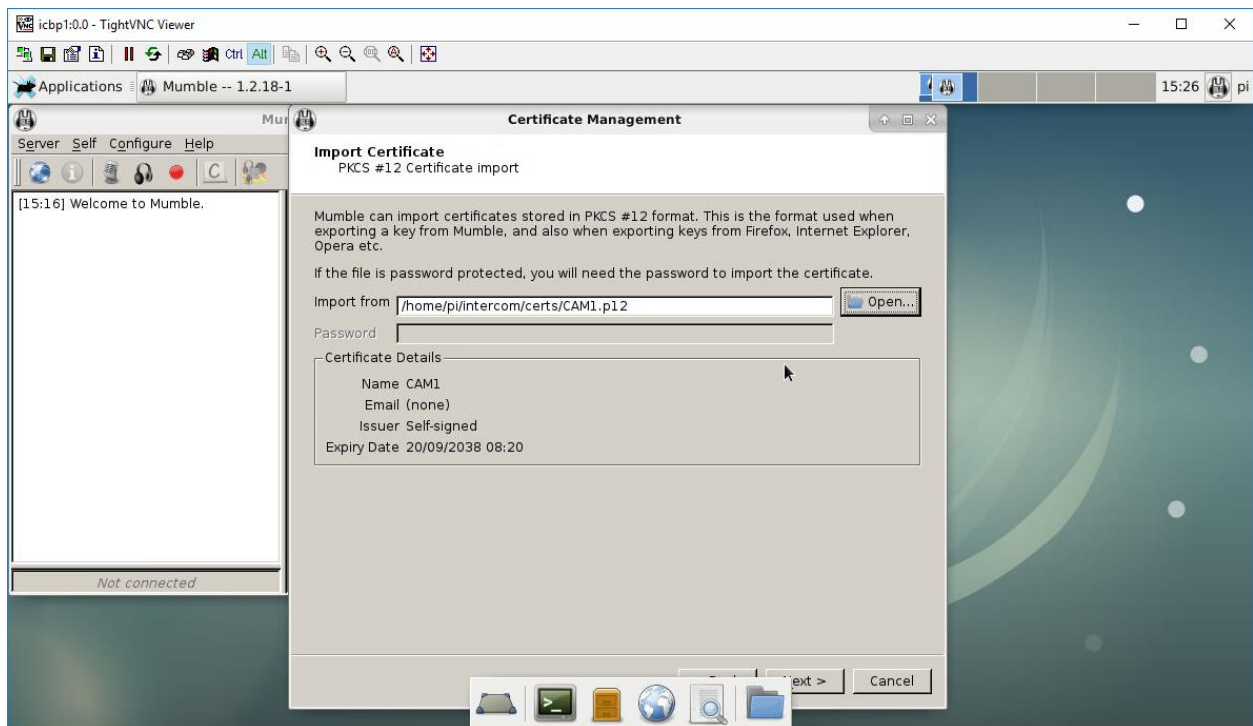 icbp1:0.0 - TightVNC Viewer
Ctrl Alt
Applications Mumble -- 1.2.18-1 15:26 pi
Certificate Management
Server Self Configure Help
[15:16] Welcome to Mumble.
Not connected
Import Certificate
PKCS #12 Certificate import
Mumble can import certificates stored in PKCS #12 format. This is the format used when
exporting a key from Mumble, and also when exporting keys from Firefox, Internet Explorer,
Opera etc.
If the file is password protected, you will need the password to import the certificate.
Import from /home/pi/intercom/certs/CAM1.p12 Open...
Password
Certificate Details
Name CAM1
Email (none)
Issuer Self-signed
Expiry Date 20/09/2038 08:20
Cancel